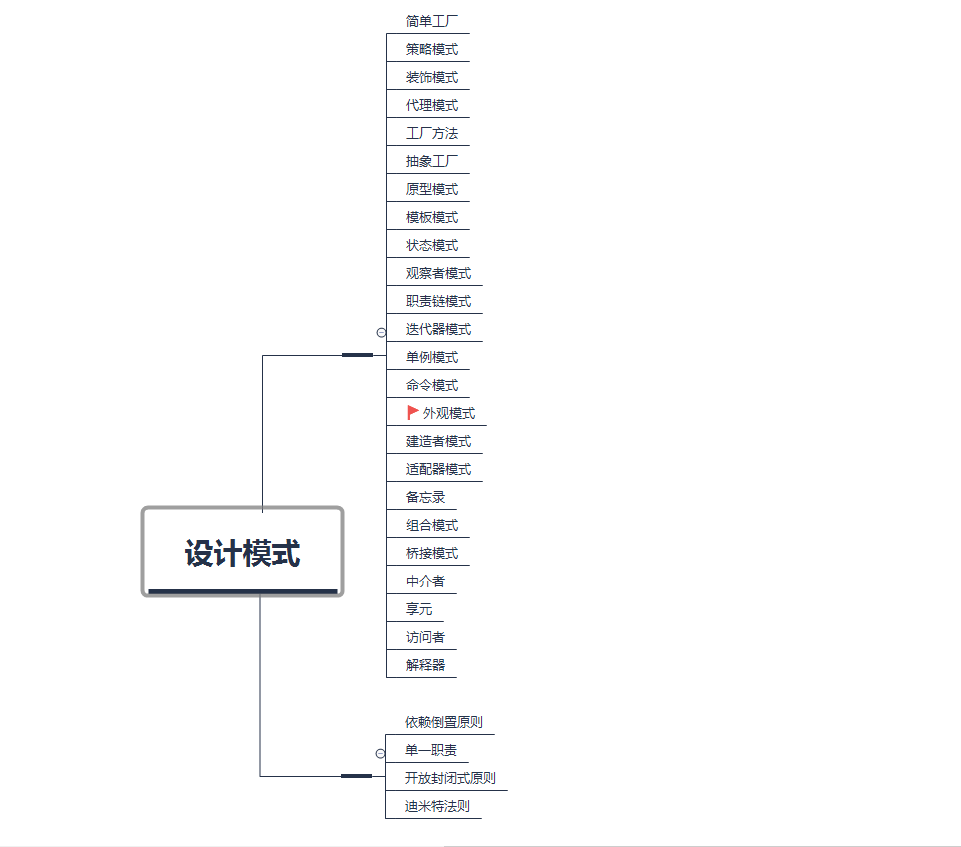 简单工厂
策略模式
装饰模式
代理模式
工厂方法
抽象工厂
原型模式
模板模式
状态模式
观察者模式
职责链模式
迭代器模式
单例模式
命令模式
外观模式
建造者模式
适配器模式
备忘录
组合模式
桥接模式
中介者
享元
访问者
解释器
设计模式
依赖倒置原则
单一职责
开放封闭式原则
迪米特法则